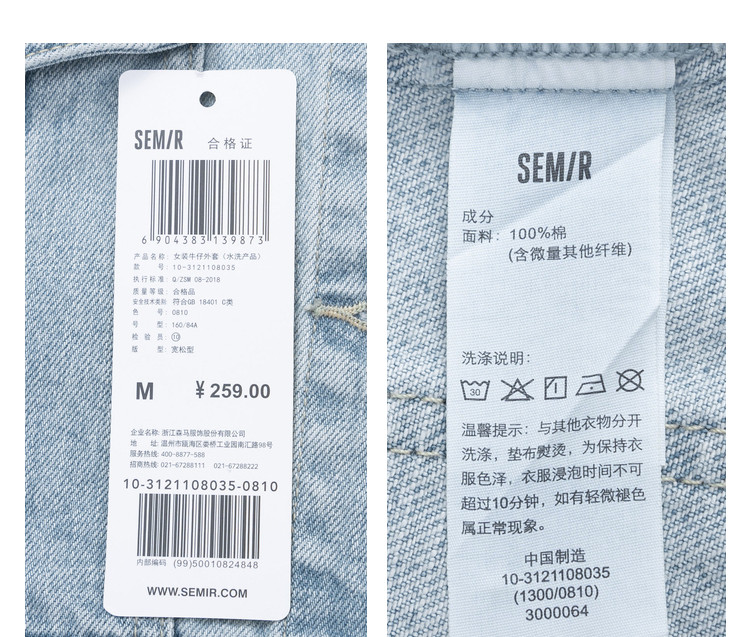 SEMIR 合格证
6 904383 139873
产品名称: 女装牛仔外套（水洗产品）
款 号: 10-3121108035
执行标准: Q/ZSM 08-2018
质量等级: 合格品
安全技术类别: 符合GB 18401 C类
色 号: 0810
号 型: 160/84A
检 验 员: ⑩
版 型: 宽松型
M ¥259.00
企业名称: 浙江森马服饰股份有限公司
地 址: 温州市瓯海区娄桥工业园南汇路98号
服务热线: 400-8877-588
招商热线: 021-67288111 021-67288222
10-3121108035-0810
内部编码 (99)50010824848
WWW.SEMIR.COM
SEMIR
成分
面料: 100%棉
(含微量其他纤维)
洗涤说明:
30
温馨提示: 与其他衣物分开
洗涤, 垫布熨烫, 为保持衣
服色泽, 衣服浸泡时间不可
超过10分钟, 如有轻微褪色
属正常现象。
中国制造
10-3121108035
(1300/0810)
3000064